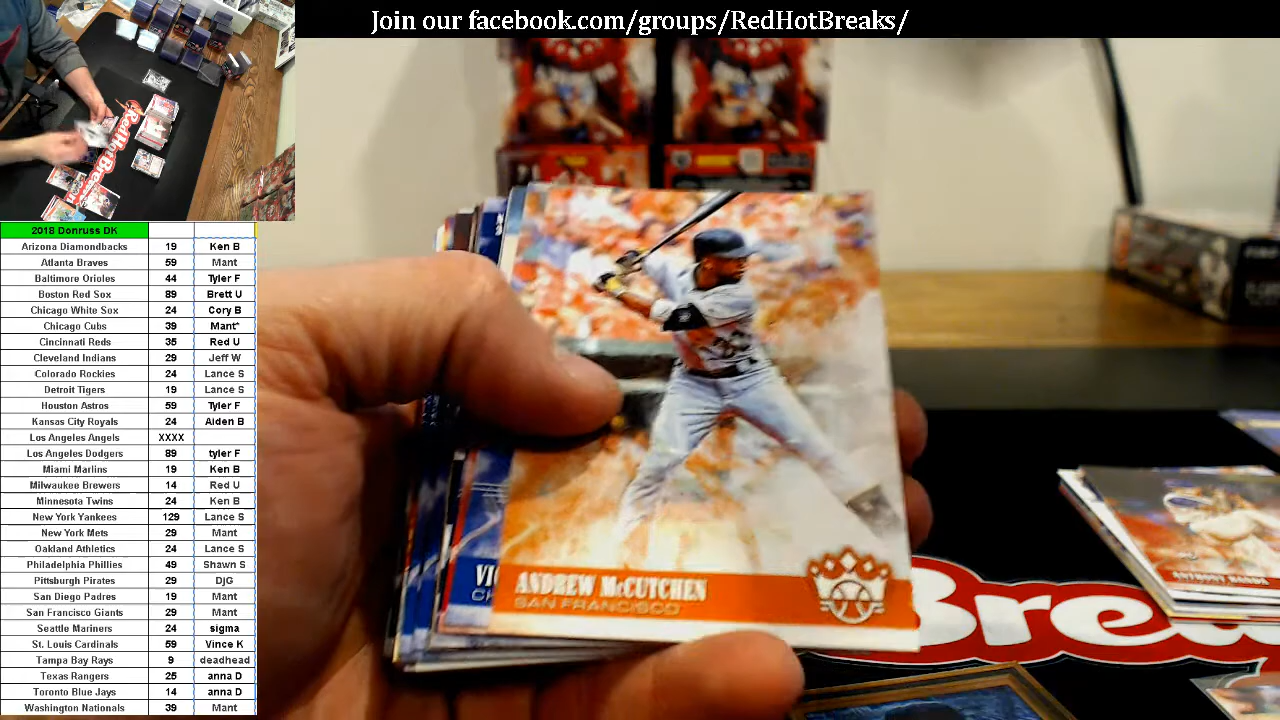 Join our facebook.com/groups/RedHotBreaks/
2018 Donruss DK
Arizona Diamondbacks 19 Ken B
Atlanta Braves 59 Mant
Baltimore Orioles 44 Tyler F
Boston Red Sox 89 Brett U
Chicago White Sox 24 Cory B
Chicago Cubs 39 Mant*
Cincinnati Reds 35 Red U
Cleveland Indians 29 Jeff W
Colorado Rockies 24 Lance S
Detroit Tigers 19 Lance S
Houston Astros 59 Tyler F
Kansas City Royals 24 Aiden B
Los Angeles Angels XXXX
Los Angeles Dodgers 89 tyler F
Miami Marlins 19 Ken B
Milwaukee Brewers 14 Red U
Minnesota Twins 24 Ken B
New York Yankees 129 Lance S
New York Mets 29 Mant
Oakland Athletics 24 Lance S
Philadelphia Phillies 49 Shawn S
Pittsburgh Pirates 29 DjG
San Diego Padres 19 Mant
San Francisco Giants 29 Mant
Seattle Mariners 24 sigma
St. Louis Cardinals 59 Vince K
Tampa Bay Rays 9 deadhead
Texas Rangers 25 anna D
Toronto Blue Jays 14 anna D
Washington Nationals 39 Mant
RedHotBreaks
VI
CH
ANDREW McCUTCHEN
SAN FRANCISCO
ANTHONY BANDA
Brea